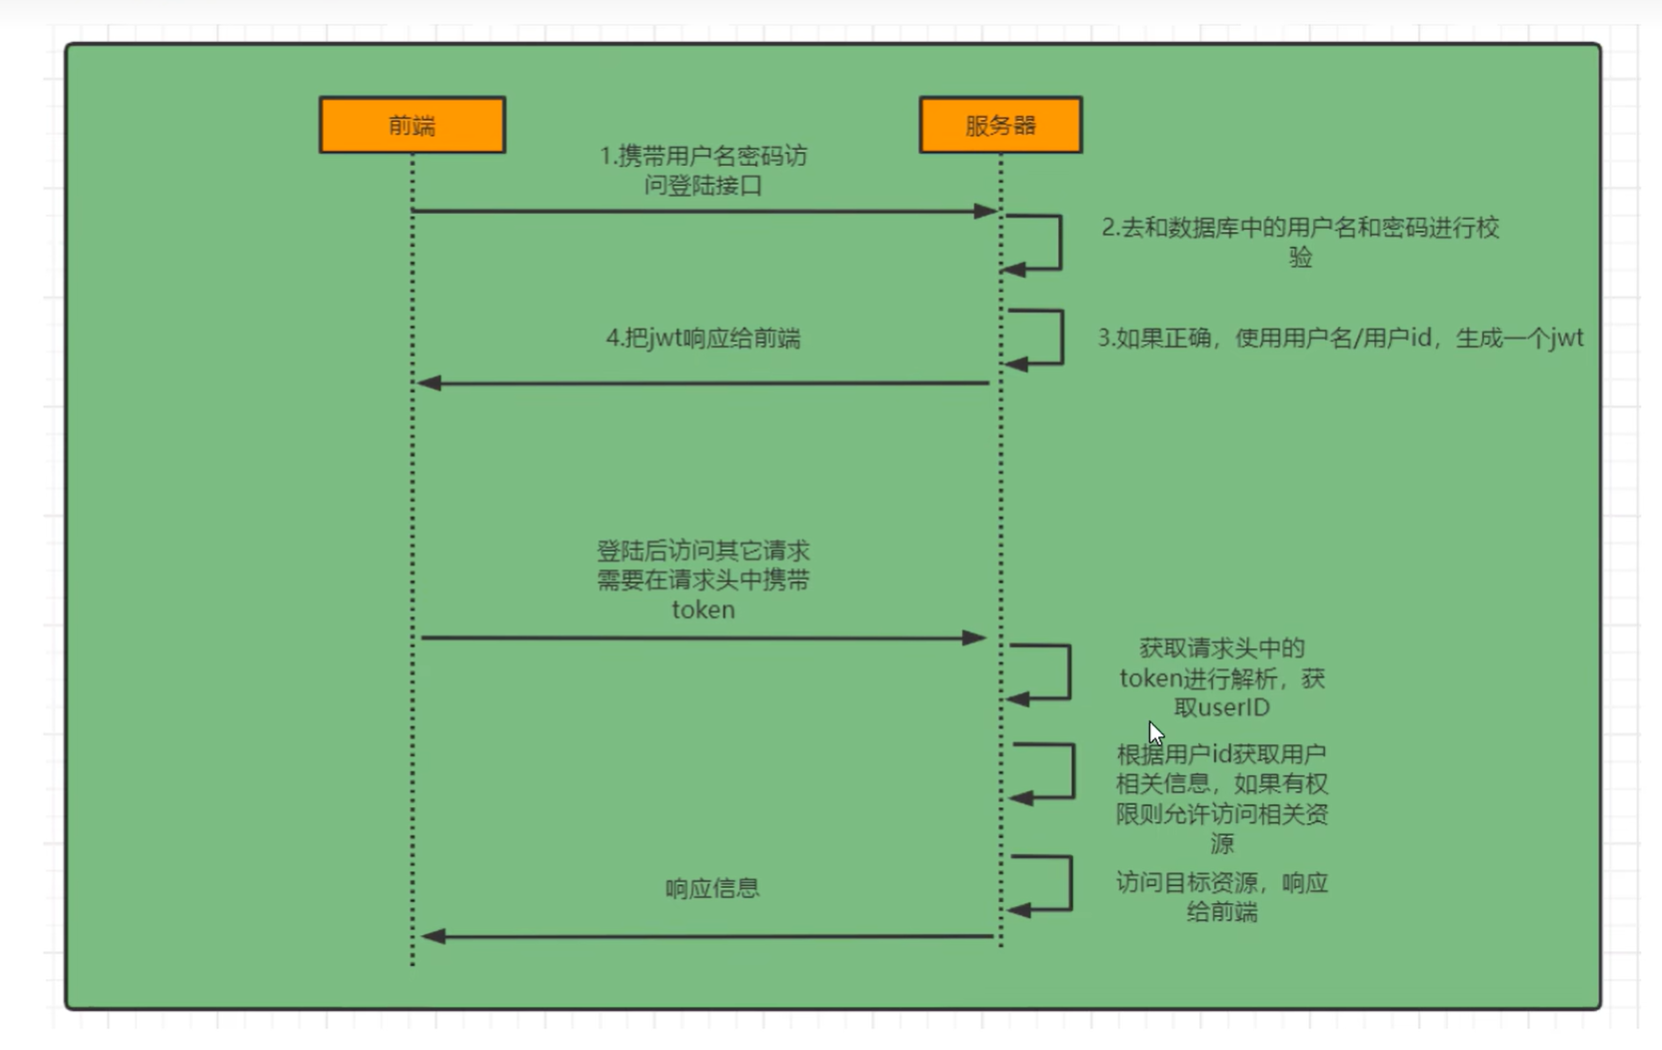 前端
服务器
1.携带用户名密码访
问登陆接口
2.去和数据库中的用户名和密码进行校
验
3.如果正确，使用用户名/用户id，生成一个jwt
4.把jwt响应给前端
登陆后访问其它请求
需要在请求头中携带
token
获取请求头中的
token进行解析，获
取userID
根据用户id获取用户
相关信息，如果有权
限则允许访问相关资
源
访问目标资源，响应
给前端
响应信息